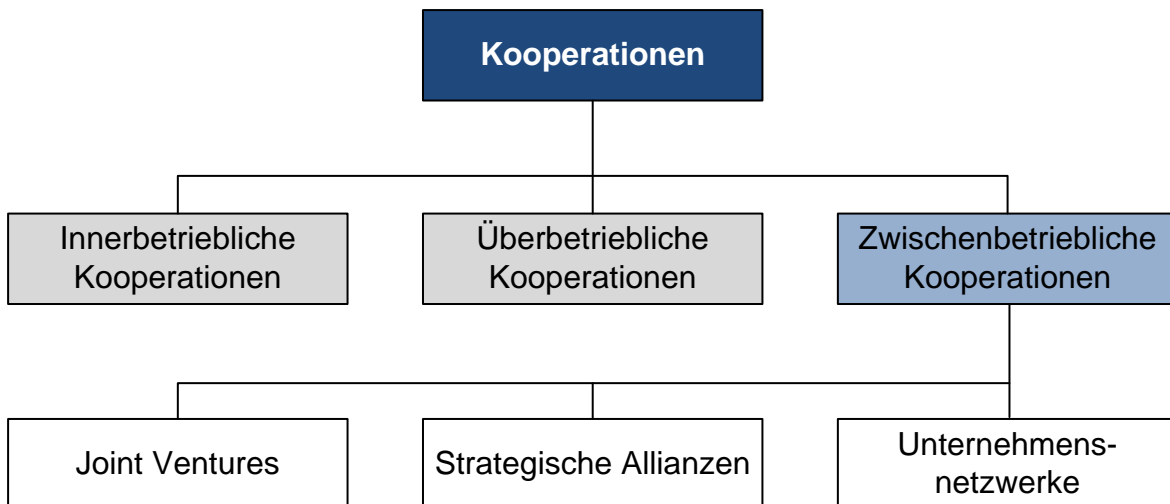 Kooperationen
Innerbetriebliche
Kooperationen
Überbetriebliche
Kooperationen
Zwischenbetriebliche
Kooperationen
Joint Ventures
Strategische Allianzen
Unternehmens-
netzwerke